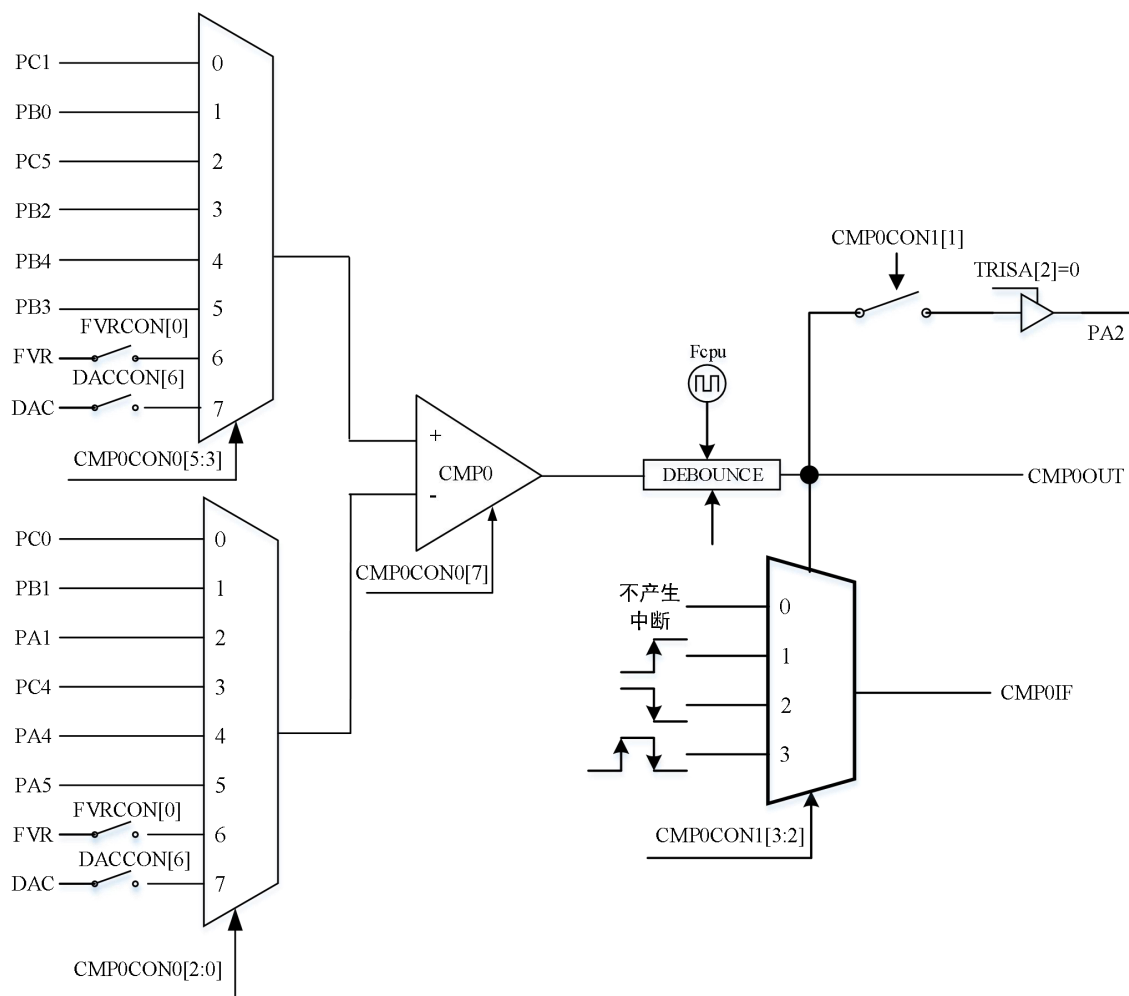 PC1
0
PB0
1
PC5
2
PB2
3
PB4
4
PB3
5
FVRCON[0]
FVR
6
DACCON[6]
DAC
7
CMP0CON0[5:3]
PC0
0
PB1
1
PA1
2
PC4
3
PA4
4
PA5
5
FVRCON[0]
FVR
6
DACCON[6]
DAC
7
CMP0CON0[2:0]
+
CMP0
-
CMP0CON0[7]
Fcpu
DEBOUNCE
CMP0CON1[1]
TRISA[2]=0
PA2
CMP0OUT
不产生
中断
0
1
2
3
CMP0IF
CMP0CON1[3:2]